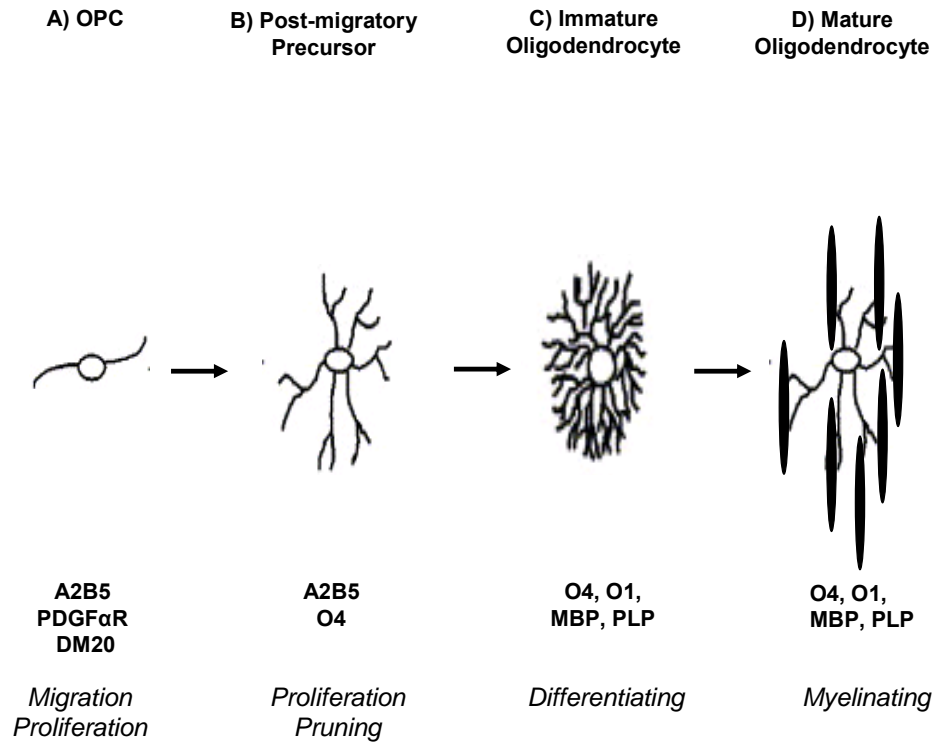 A) OPC
B) Post-migratory
Precursor
C) Immature
Oligodendrocyte
D) Mature
Oligodendrocyte
A2B5
PDGFαR
DM20
A2B5
O4
O4, O1,
MBP, PLP
O4, O1,
MBP, PLP
Migration
Proliferation
Proliferation
Pruning
Differentiating
Myelinating